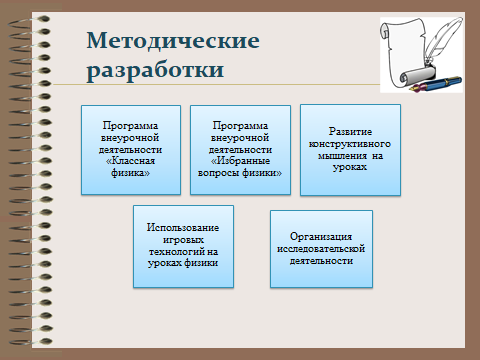 Методические
разработки
Программа
внеурочной
деятельности
«Классная
физика»
Программа
внеурочной
деятельности
«Избранные
вопросы физики»
Развитие
конструктивного
мышления на
уроках
Использование
игровых
технологий на
уроках физики
Организация
исследовательской
деятельности